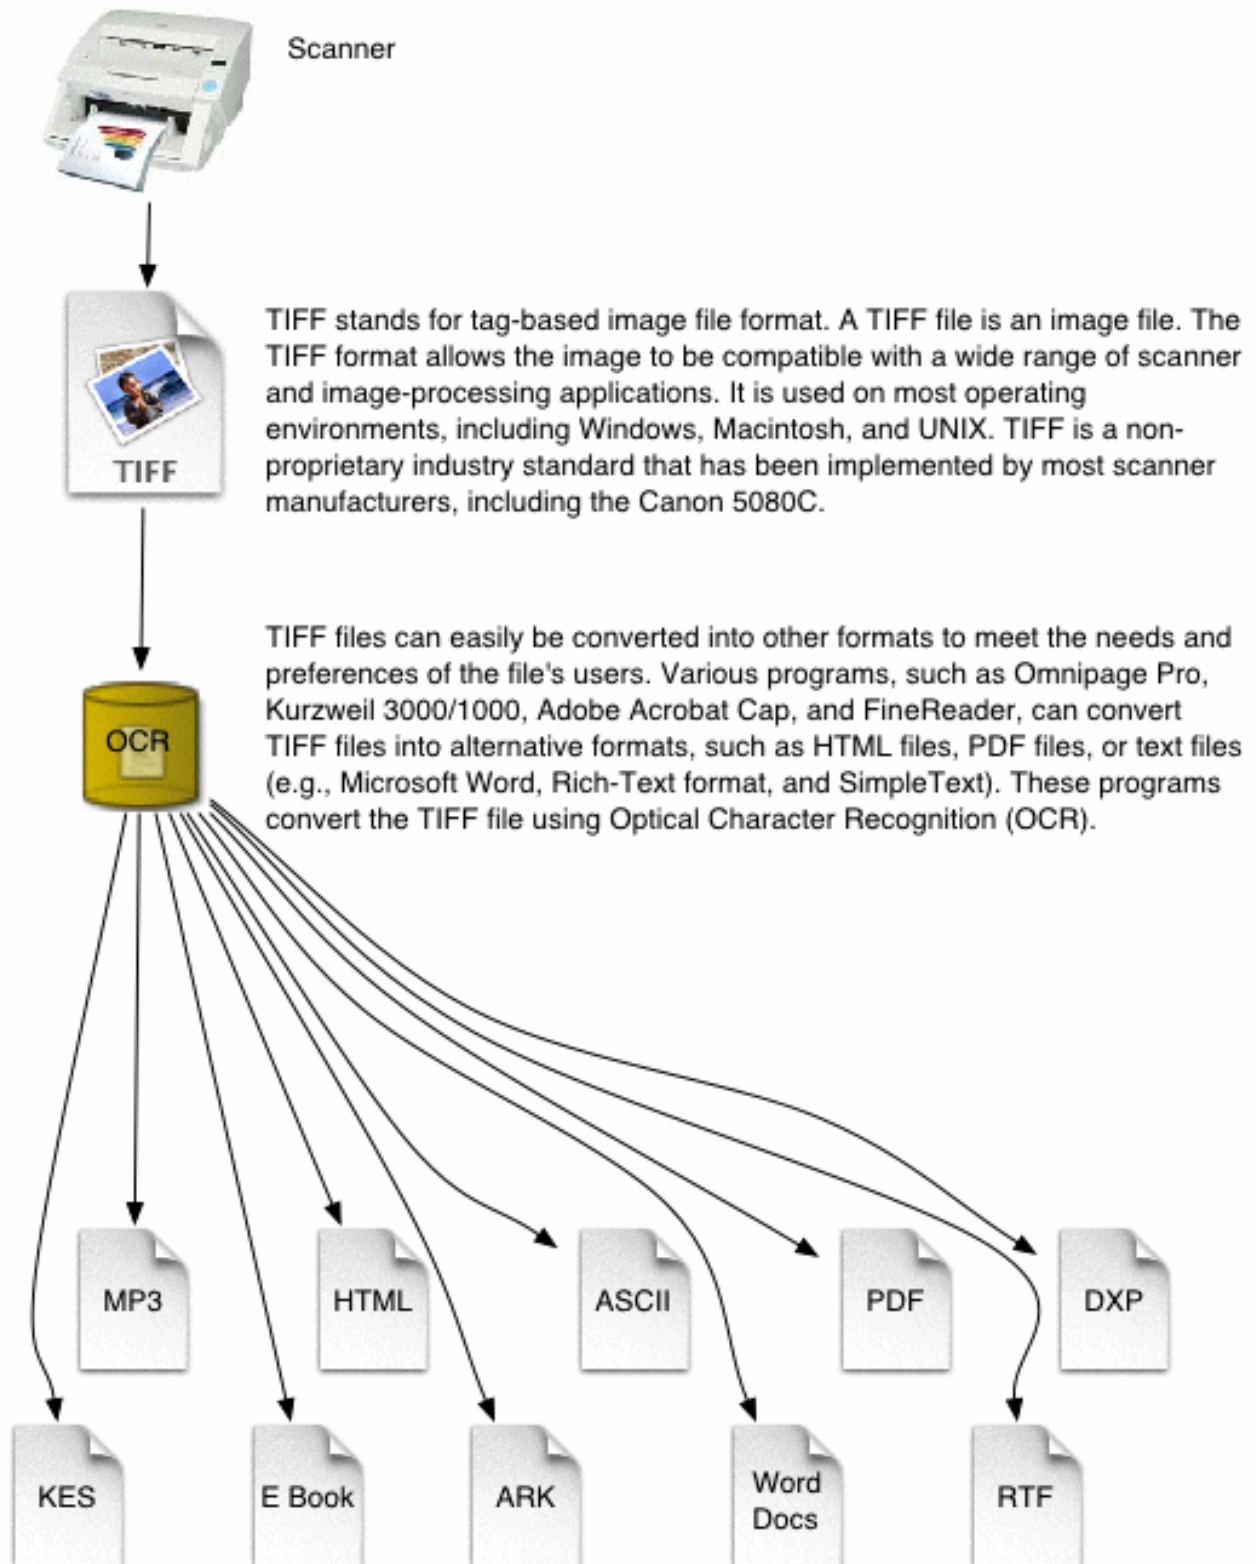 Scanner
TIFF stands for tag-based image file format. A TIFF file is an image file. The
TIFF format allows the image to be compatible with a wide range of scanner
and image-processing applications. It is used on most operating
environments, including Windows, Macintosh, and UNIX. TIFF is a non-
proprietary industry standard that has been implemented by most scanner
manufacturers, including the Canon 5080C.
TIFF
TIFF files can easily be converted into other formats to meet the needs and
preferences of the file's users. Various programs, such as Omnipage Pro,
Kurzweil 3000/1000, Adobe Acrobat Cap, and FineReader, can convert
TIFF files into alternative formats, such as HTML files, PDF files, or text files
(e.g., Microsoft Word, Rich-Text format, and SimpleText). These programs
convert the TIFF file using Optical Character Recognition (OCR).
OCR
MP3
HTML
ASCII
PDF
DXP
KES
E Book
ARK
Word
Docs
RTF